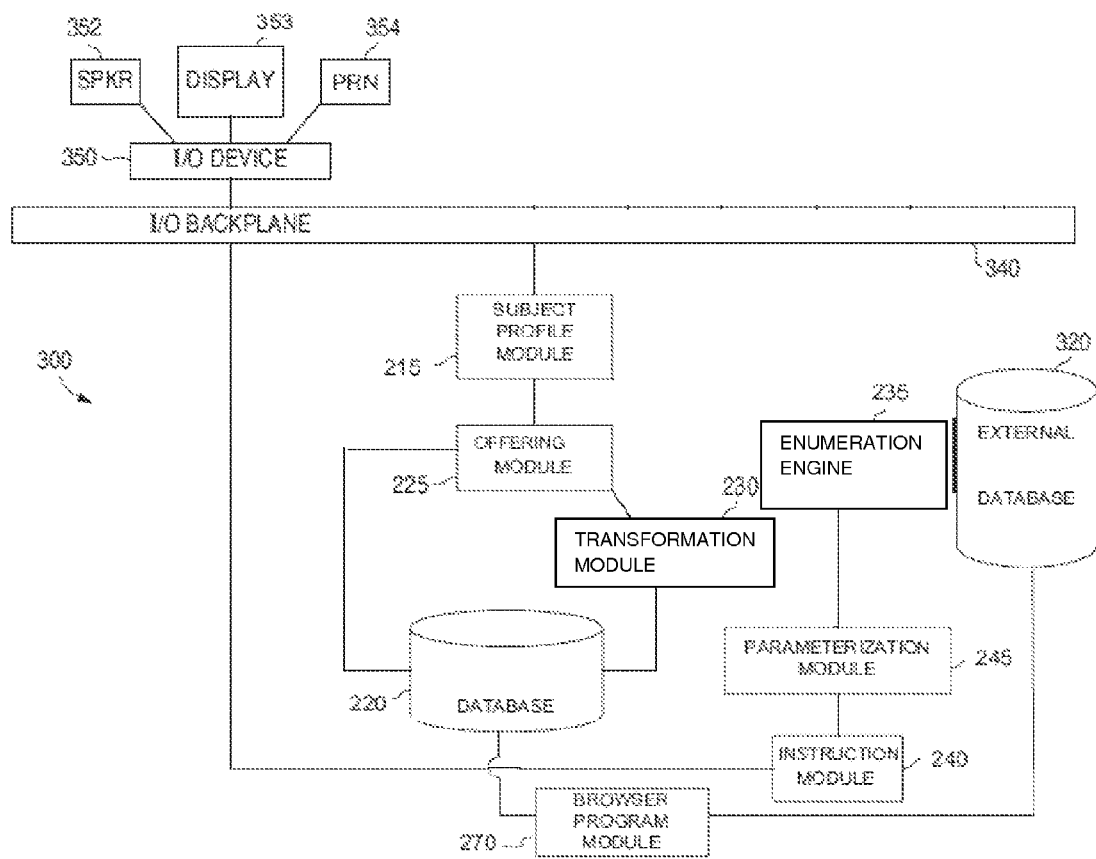 352
353
354
SPKR
DISPLAY
PRN
350
I/O DEVICE
I/O BACKPLANE
340
SUBJECT
PROFILE
MODULE
215
300
320
235
OFFERING
MODULE
225
ENUMERATION
ENGINE
EXTERNAL
DATABASE
230
TRANSFORMATION
MODULE
PARAMETERIZATION
MODULE
245
220
DATABASE
INSTRUCTION
MODULE
240
BROWSER
PROGRAM
MODULE
270